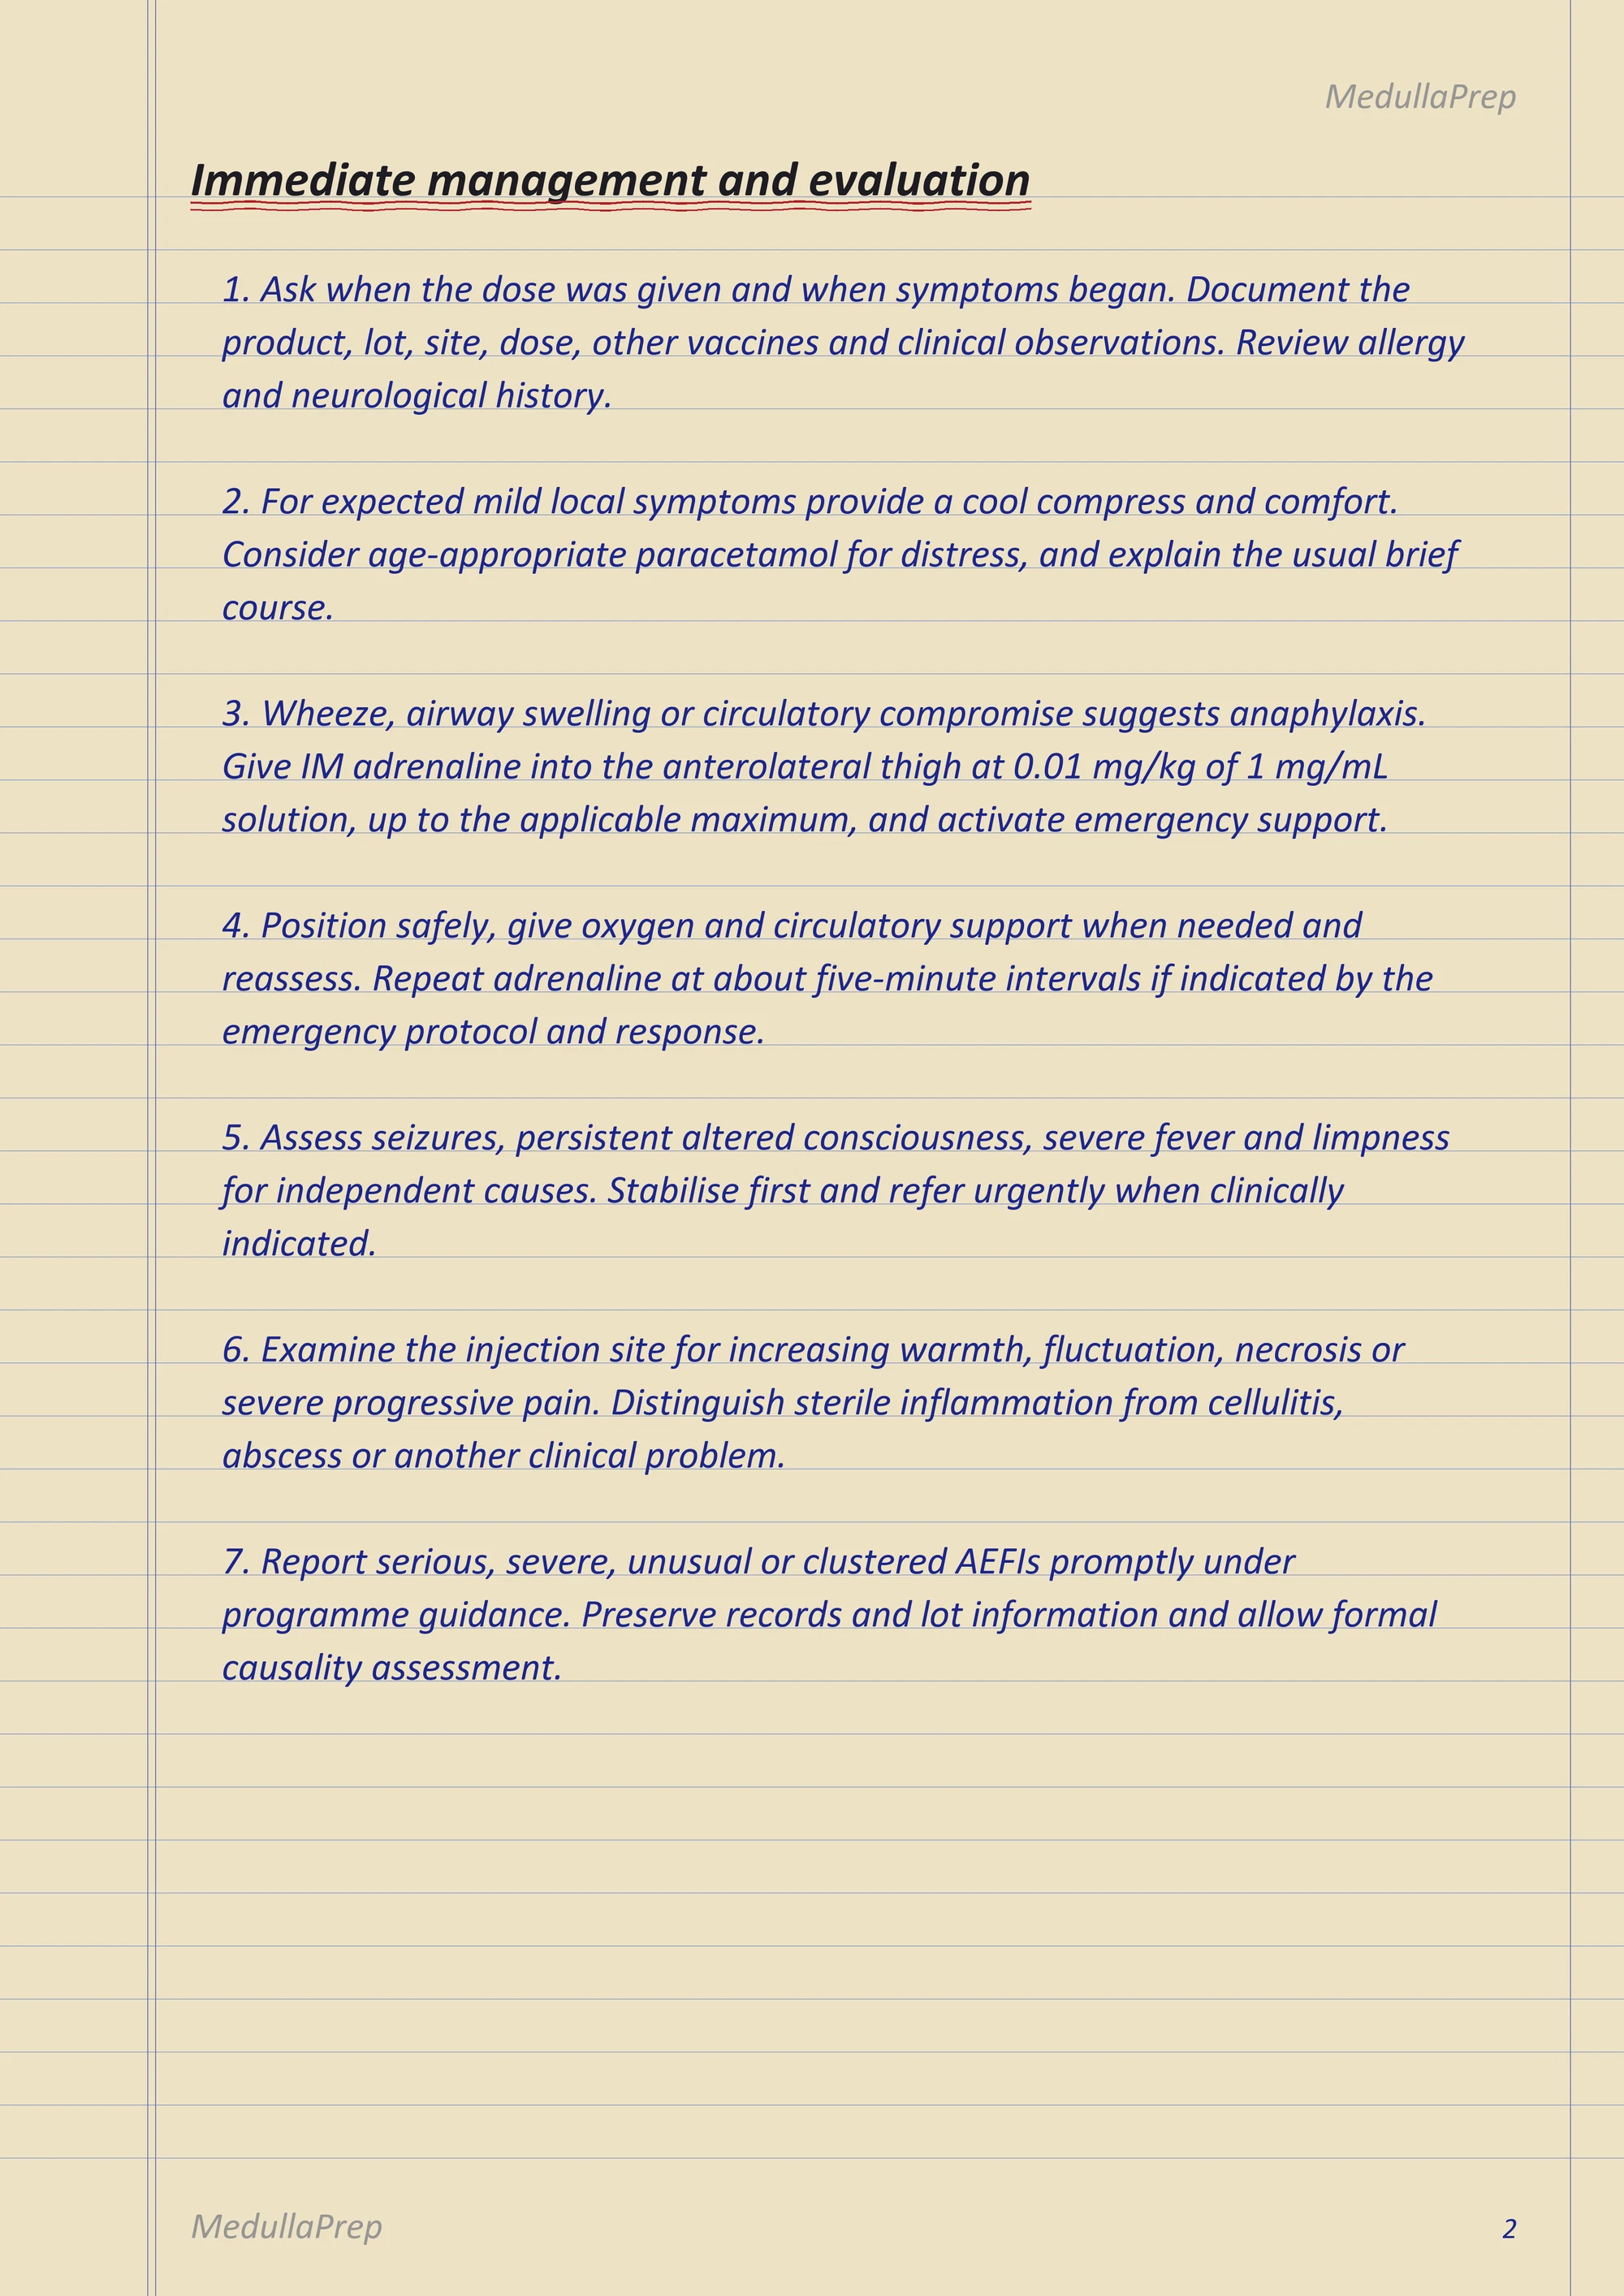 MedullaPrep
Immediate management and evaluation
1. Ask when the dose was given and when symptoms began. Document the
product, lot, site, dose, other vaccines and clinical observations. Review allergy
and neurological history.
2. For expected mild local symptoms provide a cool compress and comfort.
Consider age-appropriate paracetamol for distress, and explain the usual brief
course.
3. Wheeze, airway swelling or circulatory compromise suggests anaphylaxis.
Give IM adrenaline into the anterolateral thigh at 0.01 mg/kg of 1 mg/mL
solution, up to the applicable maximum, and activate emergency support.
4. Position safely, give oxygen and circulatory support when needed and
reassess. Repeat adrenaline at about five-minute intervals if indicated by the
emergency protocol and response.
5. Assess seizures, persistent altered consciousness, severe fever and limpness
for independent causes. Stabilise first and refer urgently when clinically
indicated.
6. Examine the injection site for increasing warmth, fluctuation, necrosis or
severe progressive pain. Distinguish sterile inflammation from cellulitis,
abscess or another clinical problem.
7. Report serious, severe, unusual or clustered AEFIs promptly under
programme guidance. Preserve records and lot information and allow formal
causality assessment.
MedullaPrep
2